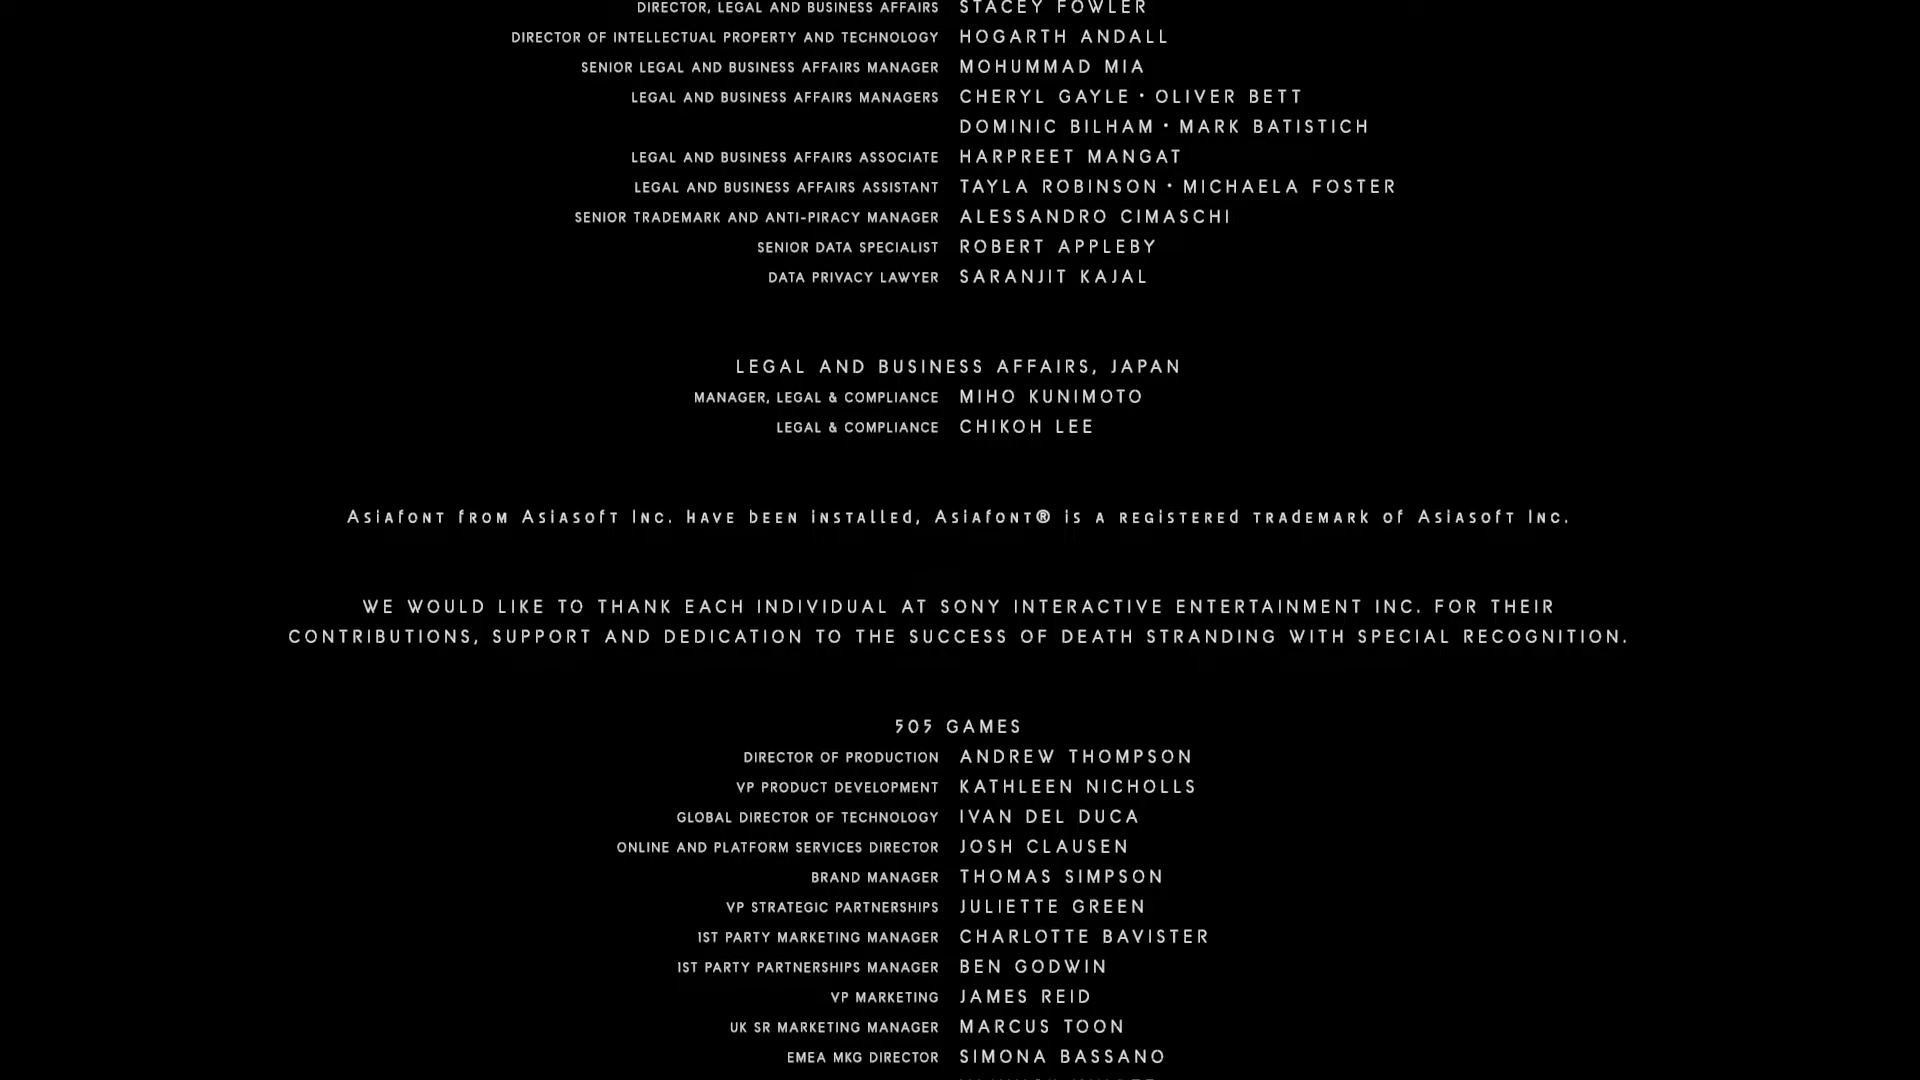 DIRECTOR, LEGAL AND BUSINESS AFFAIRS STACEY FOWLER
DIRECTOR OF INTELLECTUAL PROPERTY AND TECHNOLOGY HOGARTH ANDALL
SENIOR LEGAL AND BUSINESS AFFAIRS MANAGER MOHUMMAD MIA
LEGAL AND BUSINESS AFFAIRS MANAGERS CHERYL GAYLE • OLIVER BETT
DOMINIC BILHAM • MARK BATISTICH
LEGAL AND BUSINESS AFFAIRS ASSOCIATE HARPREET MANGAT
LEGAL AND BUSINESS AFFAIRS ASSISTANT TAYLA ROBINSON • MICHAELA FOSTER
SENIOR TRADEMARK AND ANTI-PIRACY MANAGER ALESSANDRO CIMASCHI
SENIOR DATA SPECIALIST ROBERT APPLEBY
DATA PRIVACY LAWYER SARANJIT KAJAL
LEGAL AND BUSINESS AFFAIRS, JAPAN
MANAGER, LEGAL & COMPLIANCE MIHO KUNIMOTO
LEGAL & COMPLIANCE CHIKOH LEE
Asiafont from Asiasoft Inc. have been installed, Asiafont® is a registered trademark of Asiasoft Inc.
WE WOULD LIKE TO THANK EACH INDIVIDUAL AT SONY INTERACTIVE ENTERTAINMENT INC. FOR THEIR
CONTRIBUTIONS, SUPPORT AND DEDICATION TO THE SUCCESS OF DEATH STRANDING WITH SPECIAL RECOGNITION.
505 GAMES
DIRECTOR OF PRODUCTION ANDREW THOMPSON
VP PRODUCT DEVELOPMENT KATHLEEN NICHOLLS
GLOBAL DIRECTOR OF TECHNOLOGY IVAN DEL DUCA
ONLINE AND PLATFORM SERVICES DIRECTOR JOSH CLAUSEN
BRAND MANAGER THOMAS SIMPSON
VP STRATEGIC PARTNERSHIPS JULIETTE GREEN
1ST PARTY MARKETING MANAGER CHARLOTTE BAVISTER
1ST PARTY PARTNERSHIPS MANAGER BEN GODWIN
VP MARKETING JAMES REID
UK SR MARKETING MANAGER MARCUS TOON
EMEA MKG DIRECTOR SIMONA BASSANO